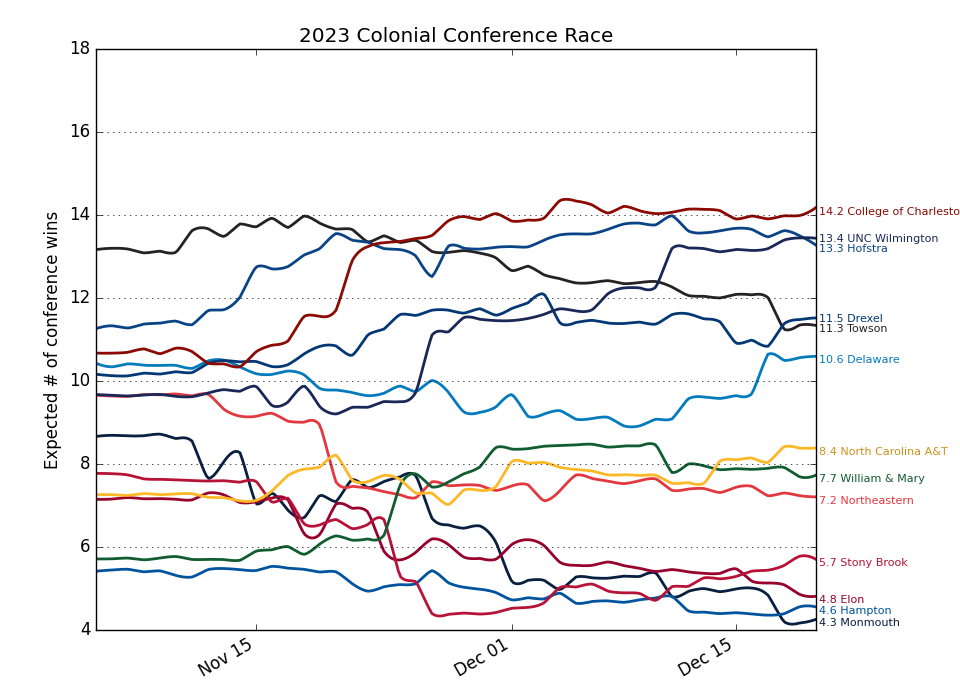 2023 Colonial Conference Race
Expected # of conference wins
18
16
14
12
10
8
6
4
Nov 15
Dec 01
Dec 15
14.2 College of Charlesto
13.4 UNC Wilmington
13.3 Hofstra
11.5 Drexel
11.3 Towson
10.6 Delaware
8.4 North Carolina A&T
7.7 William & Mary
7.2 Northeastern
5.7 Stony Brook
4.8 Elon
4.6 Hampton
4.3 Monmouth